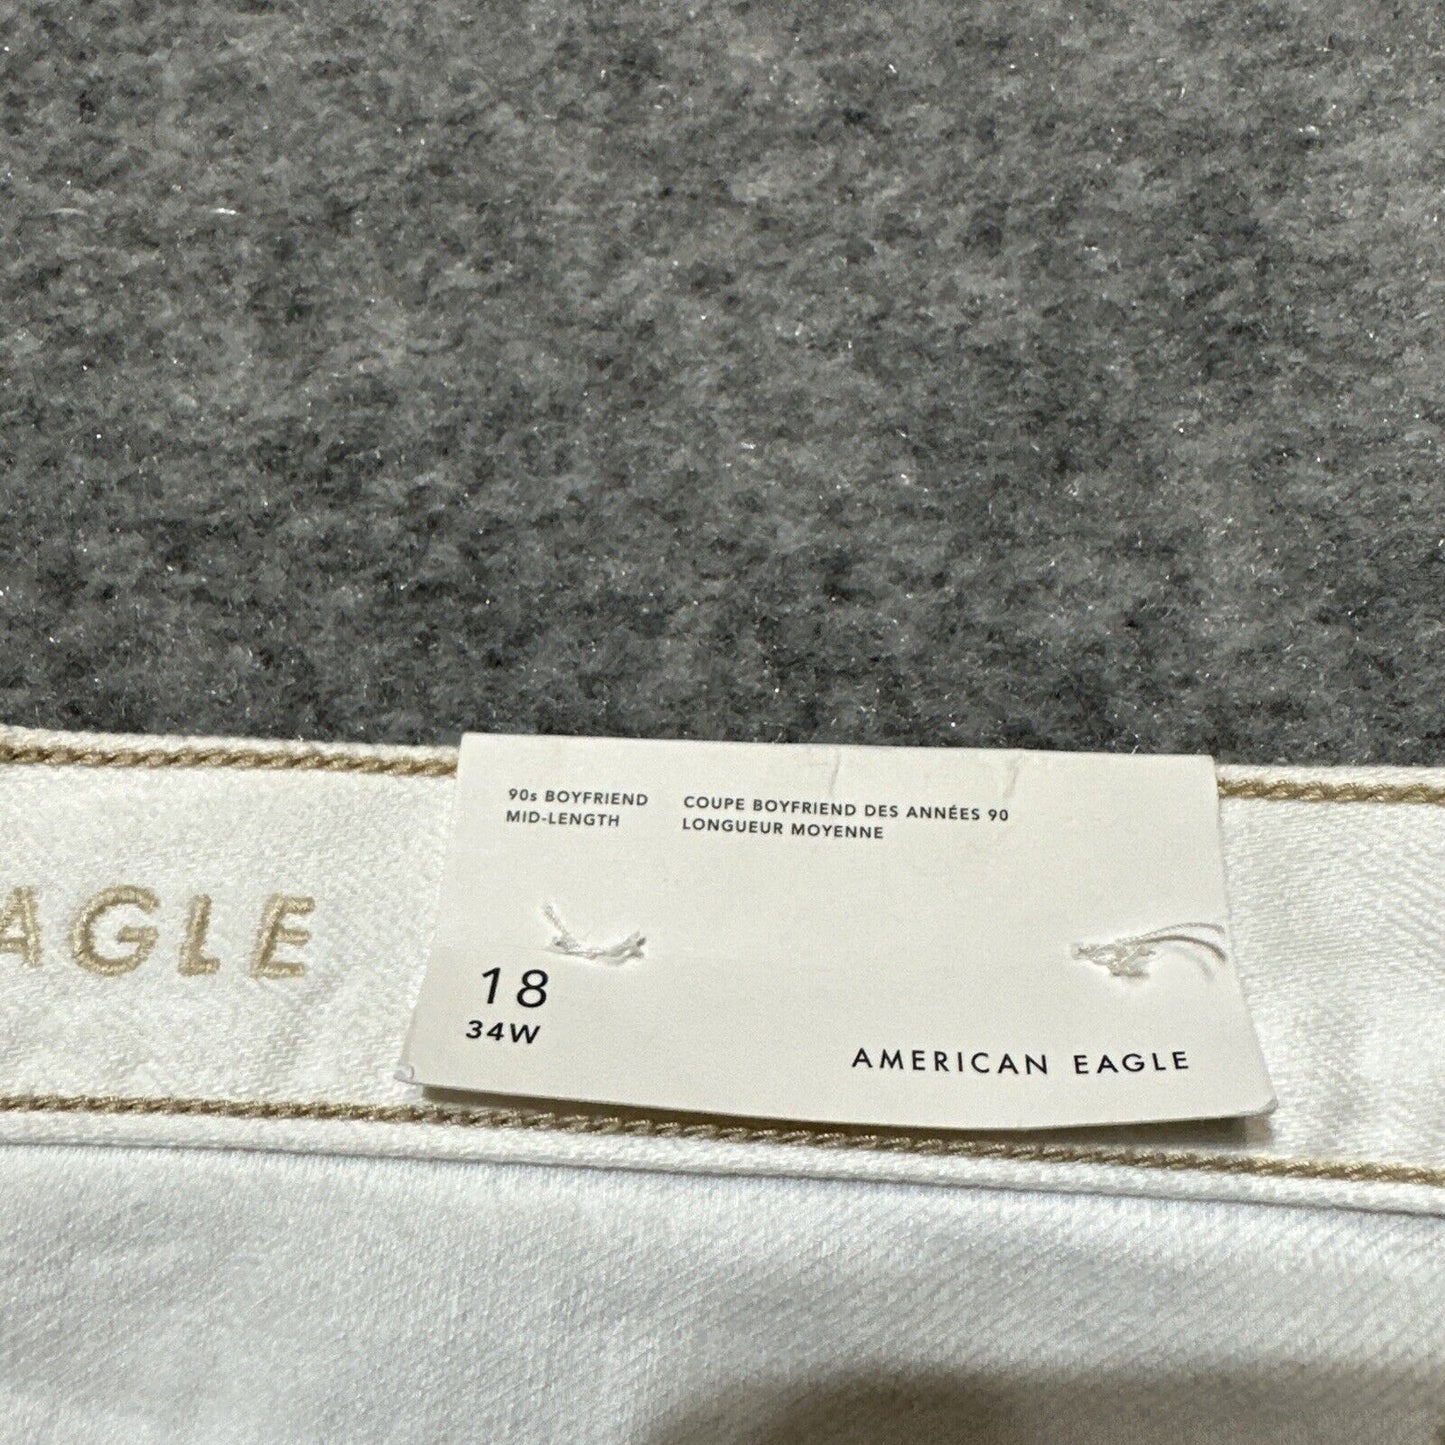 90s BOYFRIEND
MID-LENGTH
COUPE BOYFRIEND DES ANNÉES 90
LONGUEUR MOYENNE
AGLE
18
34W
AMERICAN EAGLE